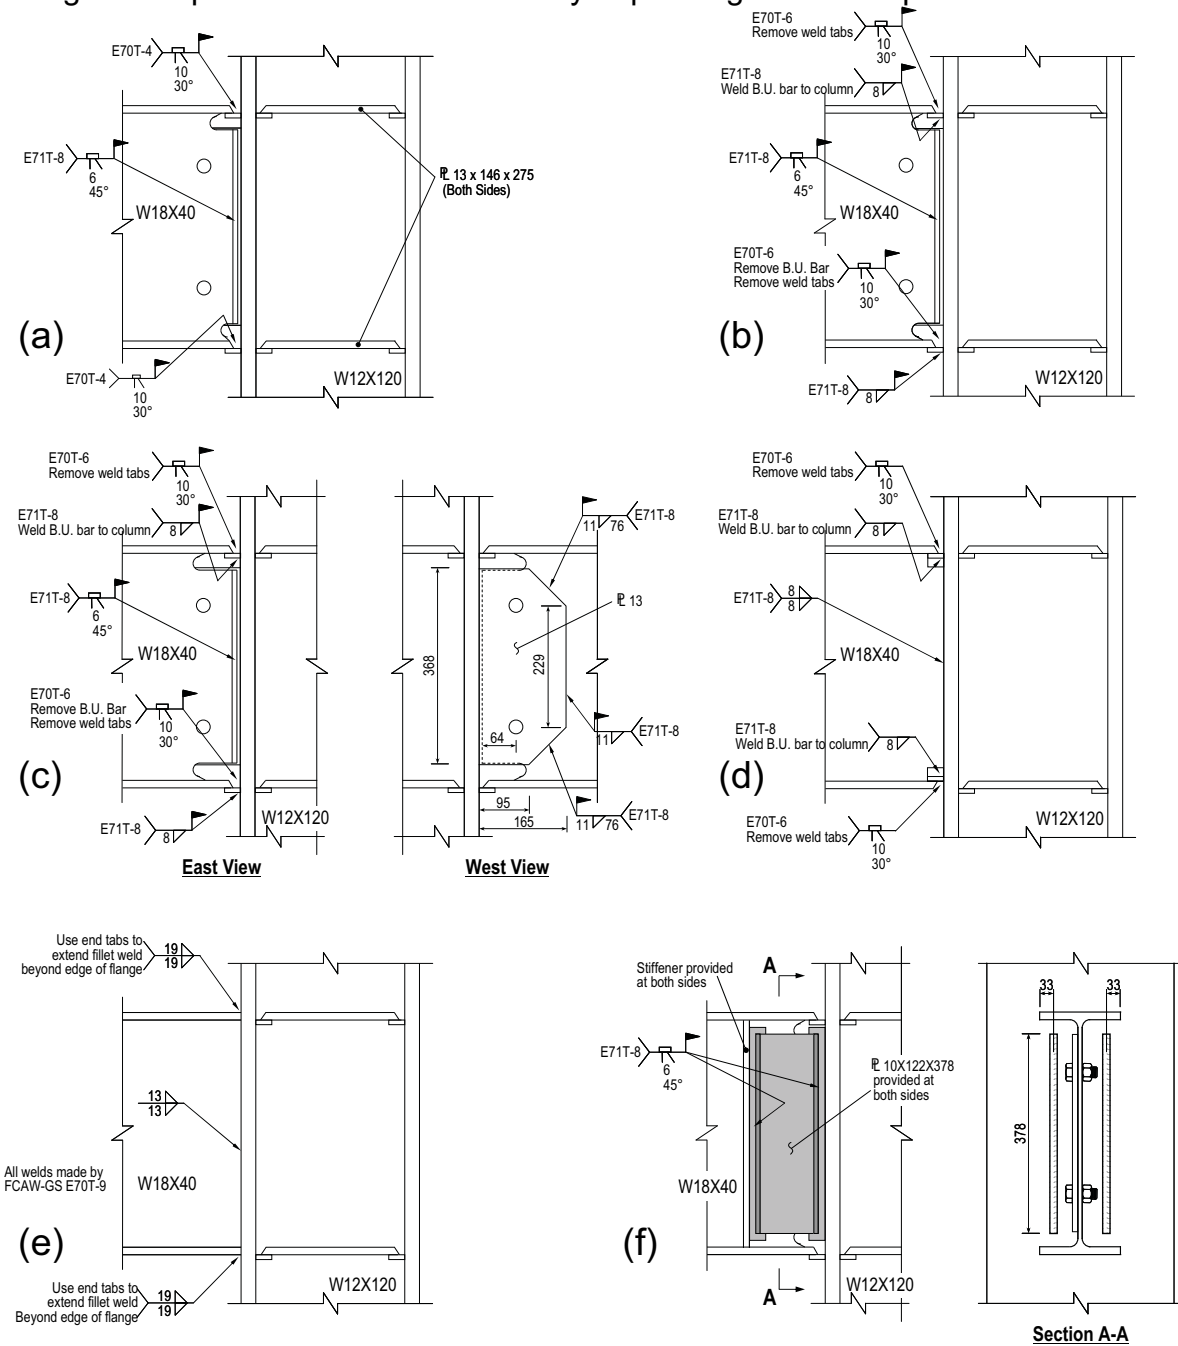 E70T-4
10
30°
E71T-8
6
45°
W18X40
℄ 13 x 146 x 275
(Both Sides)
(a)
E70T-4
10
30°
W12X120
E70T-6
Remove weld tabs
10
30°
E71T-8
Weld B.U. bar to column
8
E71T-8
6
45°
W18X40
E70T-6
Remove B.U. Bar
Remove weld tabs
10
30°
(b)
E71T-8
8
W12X120
E70T-6
Remove weld tabs
10
30°
E71T-8
Weld B.U. bar to column
8
E71T-8
6
45°
W18X40
E70T-6
Remove B.U. Bar
Remove weld tabs
10
30°
(c)
E71T-8
8
W12X120
East View
11 76
E71T-8
℄ 13
368
229
64
11
E71T-8
95
165
11 76
E71T-8
West View
E70T-6
Remove weld tabs
10
30°
E71T-8
Weld B.U. bar to column
8
E71T-8
8
8
W18X40
E71T-8
Weld B.U. bar to column
8
(d)
E70T-6
Remove weld tabs
10
30°
W12X120
Use end tabs to
extend fillet weld
beyond edge of flange
19
19
13
13
All welds made by
FCAW-GS E70T-9
W18X40
(e)
Use end tabs to
extend fillet weld
Beyond edge of flange
19
19
W12X120
Stiffener provided
at both sides
A
E71T-8
6
45°
℄ 10X122X378
provided at
both sides
W18X40
(f)
A
W12X120
33
33
378
Section A-A